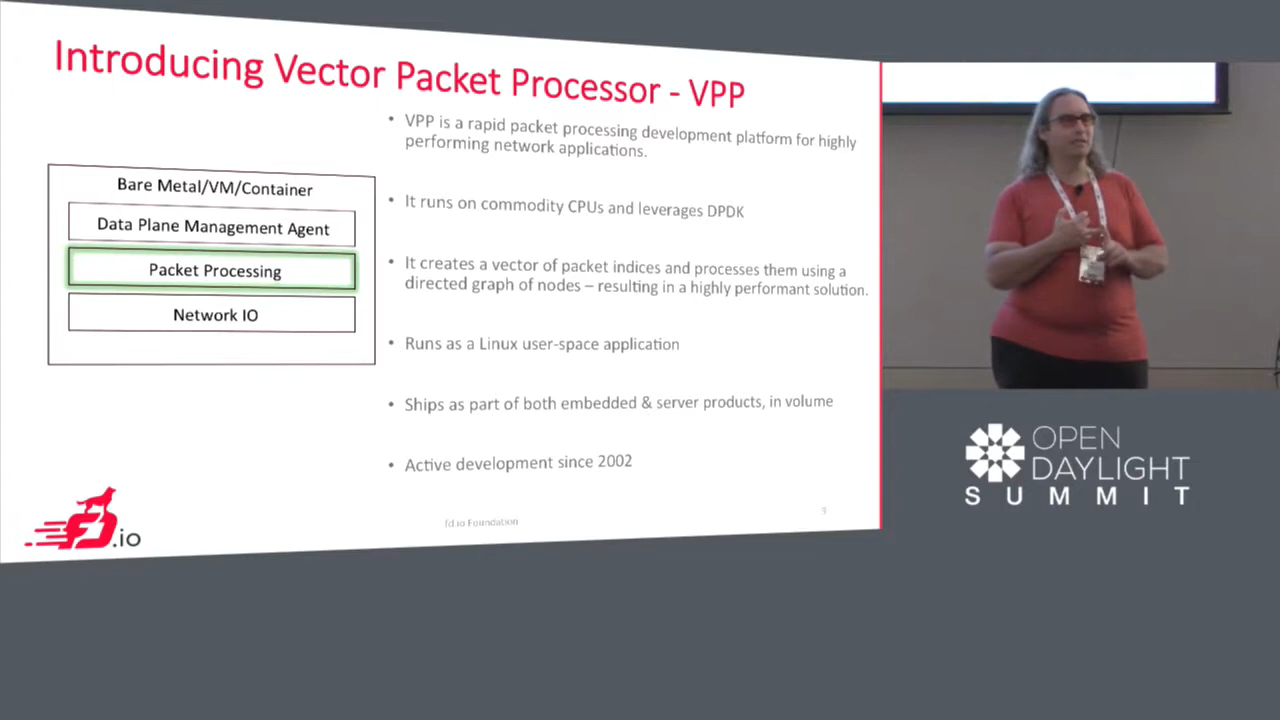 Introducing Vector Packet Processor - VPP
Bare Metal/VM/Container
Data Plane Management Agent
Packet Processing
Network IO
• VPP is a rapid packet processing development platform for highly
performing network applications.
• It runs on commodity CPUs and leverages DPDK
• It creates a vector of packet indices and processes them using a
directed graph of nodes – resulting in a highly performant solution.
• Runs as a Linux user-space application
• Ships as part of both embedded & server products, in volume
• Active development since 2002
FD.io
fd.io Foundation
3
OPEN
DAYLIGHT
SUMMIT